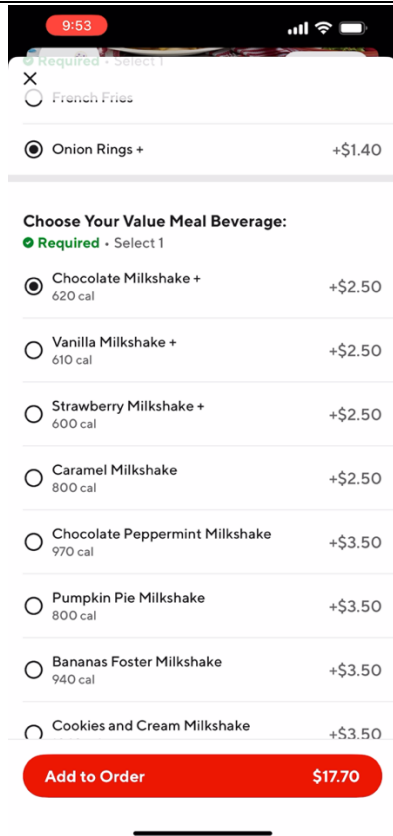 9:53
Required • Select 1
French Fries
Onion Rings +
+$1.40
Choose Your Value Meal Beverage:
Required • Select 1
Chocolate Milkshake +
620 cal
+$2.50
Vanilla Milkshake +
610 cal
+$2.50
Strawberry Milkshake +
600 cal
+$2.50
Caramel Milkshake
800 cal
+$2.50
Chocolate Peppermint Milkshake
970 cal
+$3.50
Pumpkin Pie Milkshake
800 cal
+$3.50
Bananas Foster Milkshake
940 cal
+$3.50
Cookies and Cream Milkshake
+$3.50
Add to Order
$17.70